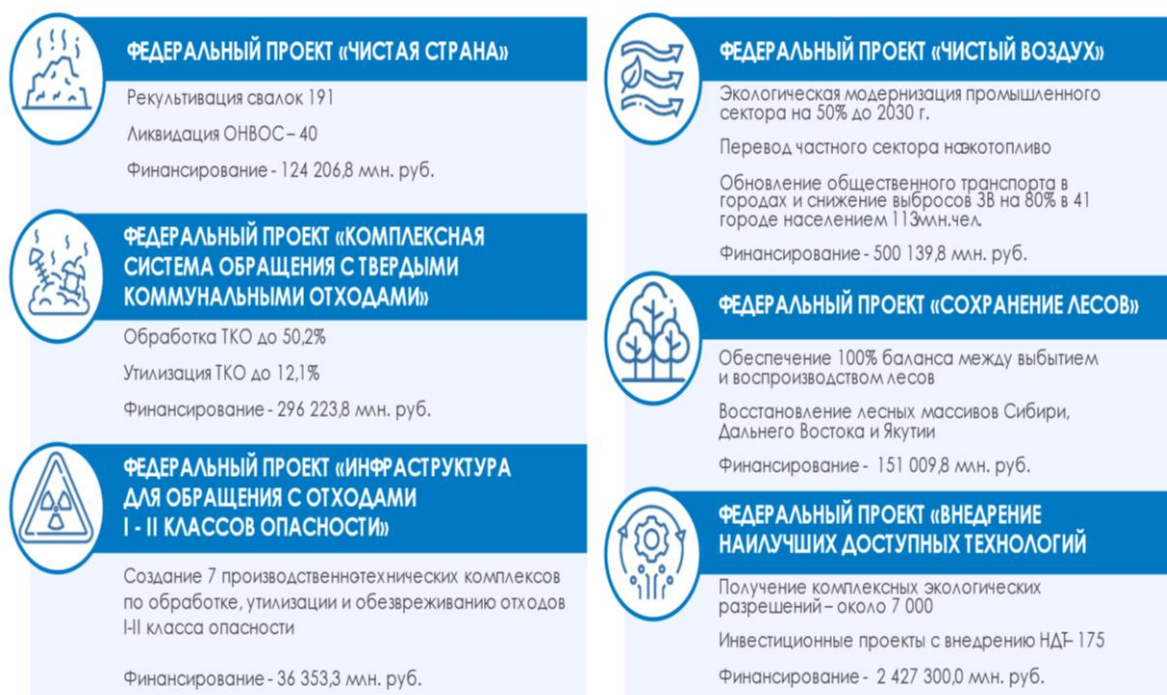 ФЕДЕРАЛЬНЫЙ ПРОЕКТ «ЧИСТАЯ СТРАНА»
Рекультивация свалок 191
Ликвидация ОНВОС – 40
Финансирование - 124 206,8 млн. руб.
ФЕДЕРАЛЬНЫЙ ПРОЕКТ «КОМПЛЕКСНАЯ
СИСТЕМА ОБРАЩЕНИЯ С ТВЕРДЫМИ
КОММУНАЛЬНЫМИ ОТХОДАМИ»
Обработка ТКО до 50,2%
Утилизация ТКО до 12,1%
Финансирование - 296 223,8 млн. руб.
ФЕДЕРАЛЬНЫЙ ПРОЕКТ «ИНФРАСТРУКТУРА
ДЛЯ ОБРАЩЕНИЯ С ОТХОДАМИ
I - II КЛАССОВ ОПАСНОСТИ»
Создание 7 производственно-технических комплексов
по обработке, утилизации и обезвреживанию отходов
I-II класса опасности
Финансирование - 36 353,3 млн. руб.
ФЕДЕРАЛЬНЫЙ ПРОЕКТ «ЧИСТЫЙ ВОЗДУХ»
Экологическая модернизация промышленного
сектора на 50% до 2030 г.
Перевод частного сектора на экотопливо
Обновление общественного транспорта в
городах и снижение выбросов ЗВ на 80% в 41
городе населением 113млн.чел.
Финансирование - 500 139,8 млн. руб.
ФЕДЕРАЛЬНЫЙ ПРОЕКТ «СОХРАНЕНИЕ ЛЕСОВ»
Обеспечение 100% баланса между выбытием
и воспроизводством лесов
Восстановление лесных массивов Сибири,
Дальнего Востока и Якутии
Финансирование - 151 009,8 млн. руб.
ФЕДЕРАЛЬНЫЙ ПРОЕКТ «ВНЕДРЕНИЕ
НАИЛУЧШИХ ДОСТУПНЫХ ТЕХНОЛОГИЙ
Получение комплексных экологических
разрешений – около 7 000
Инвестиционные проекты с внедрению НДТ– 175
Финансирование - 2 427 300,0 млн. руб.